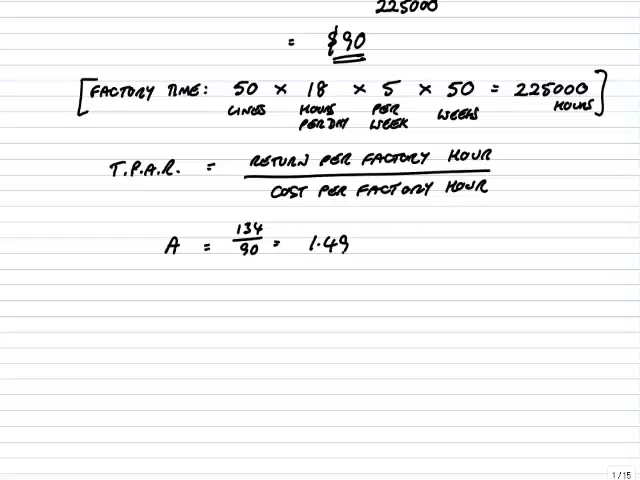 225000
= $90
[FACTORY TIME: 50 × 18 × 5 × 50 = 225000]
LINES HOURS PER WEEKS HOURS
PER DAY WEEK
T.P.A.R. = RETURN PER FACTORY HOUR
COST PER FACTORY HOUR
A = 134/90 = 1.49
1/15